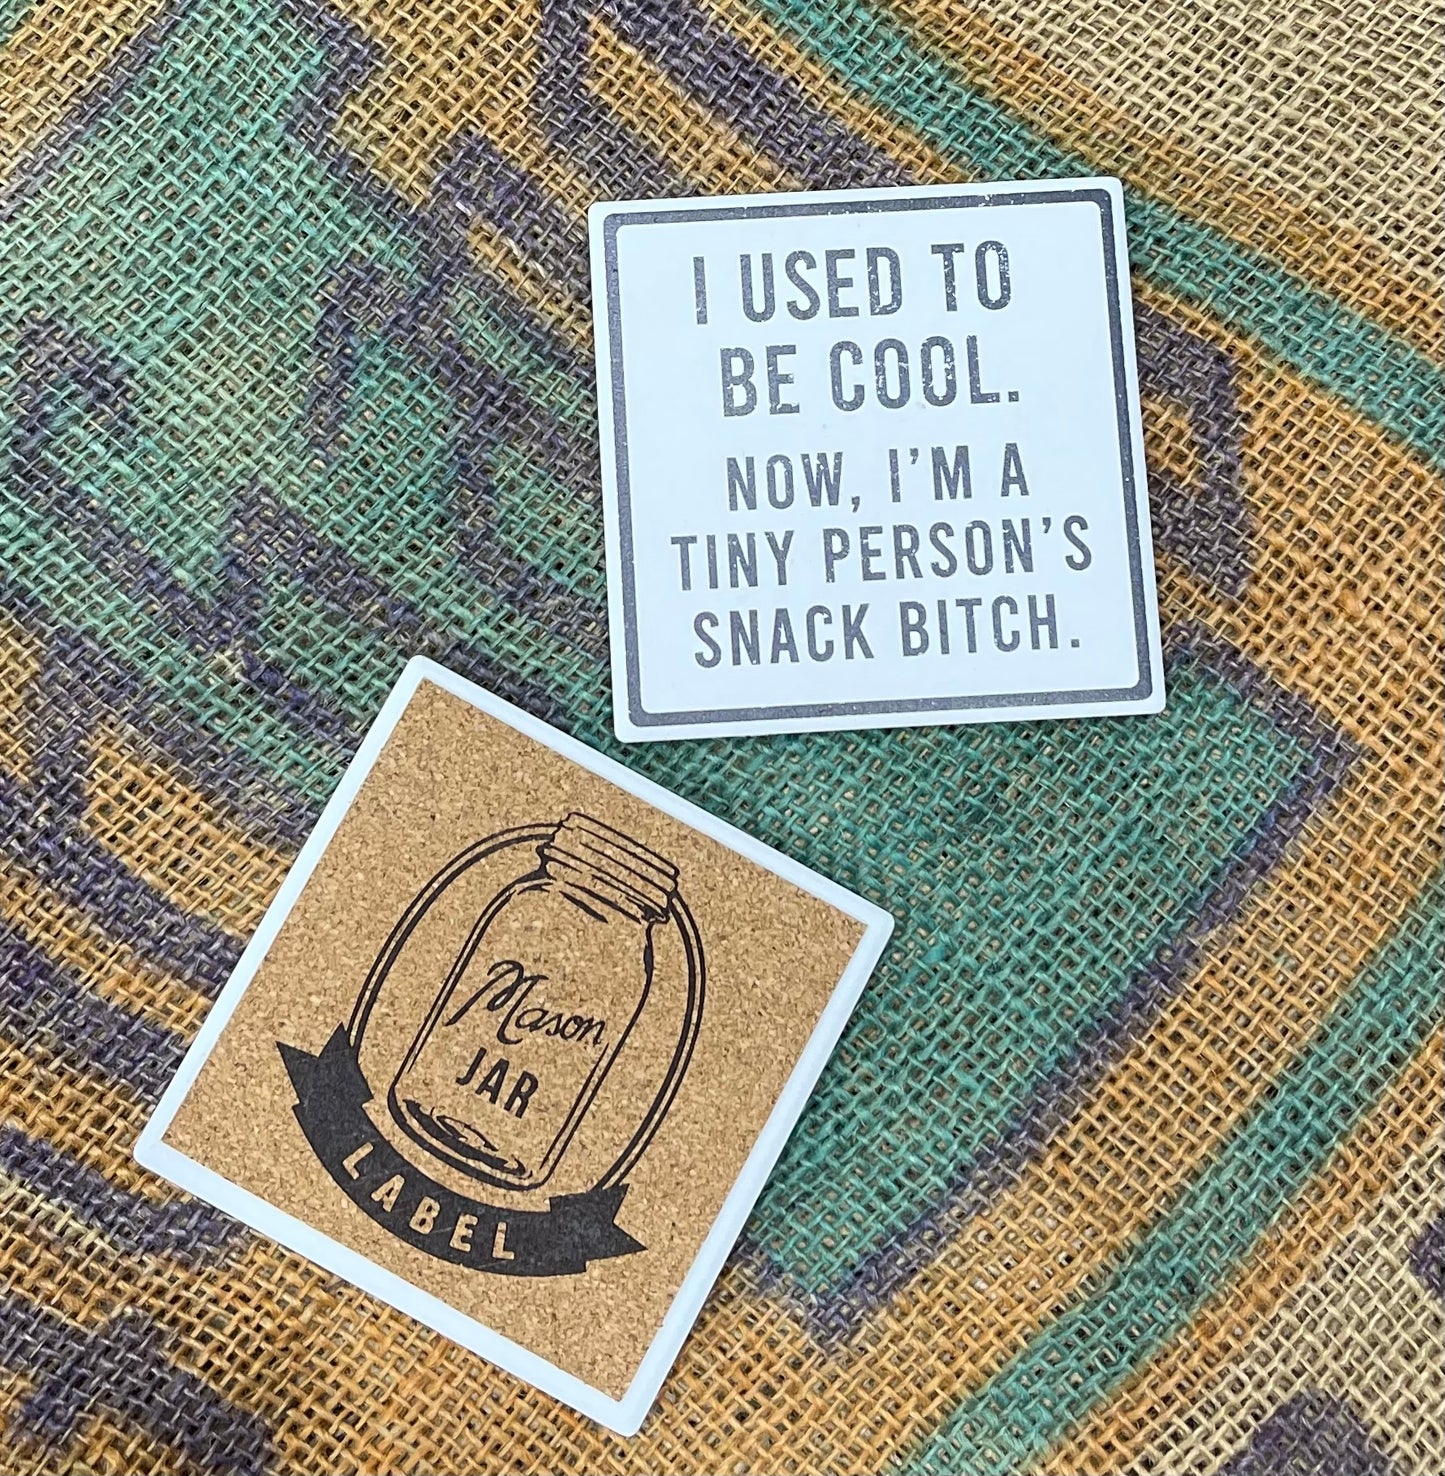 I USED TO
BE COOL.
NOW, I'M A
TINY PERSON'S
SNACK BITCH.
Mason
JAR
LABEL